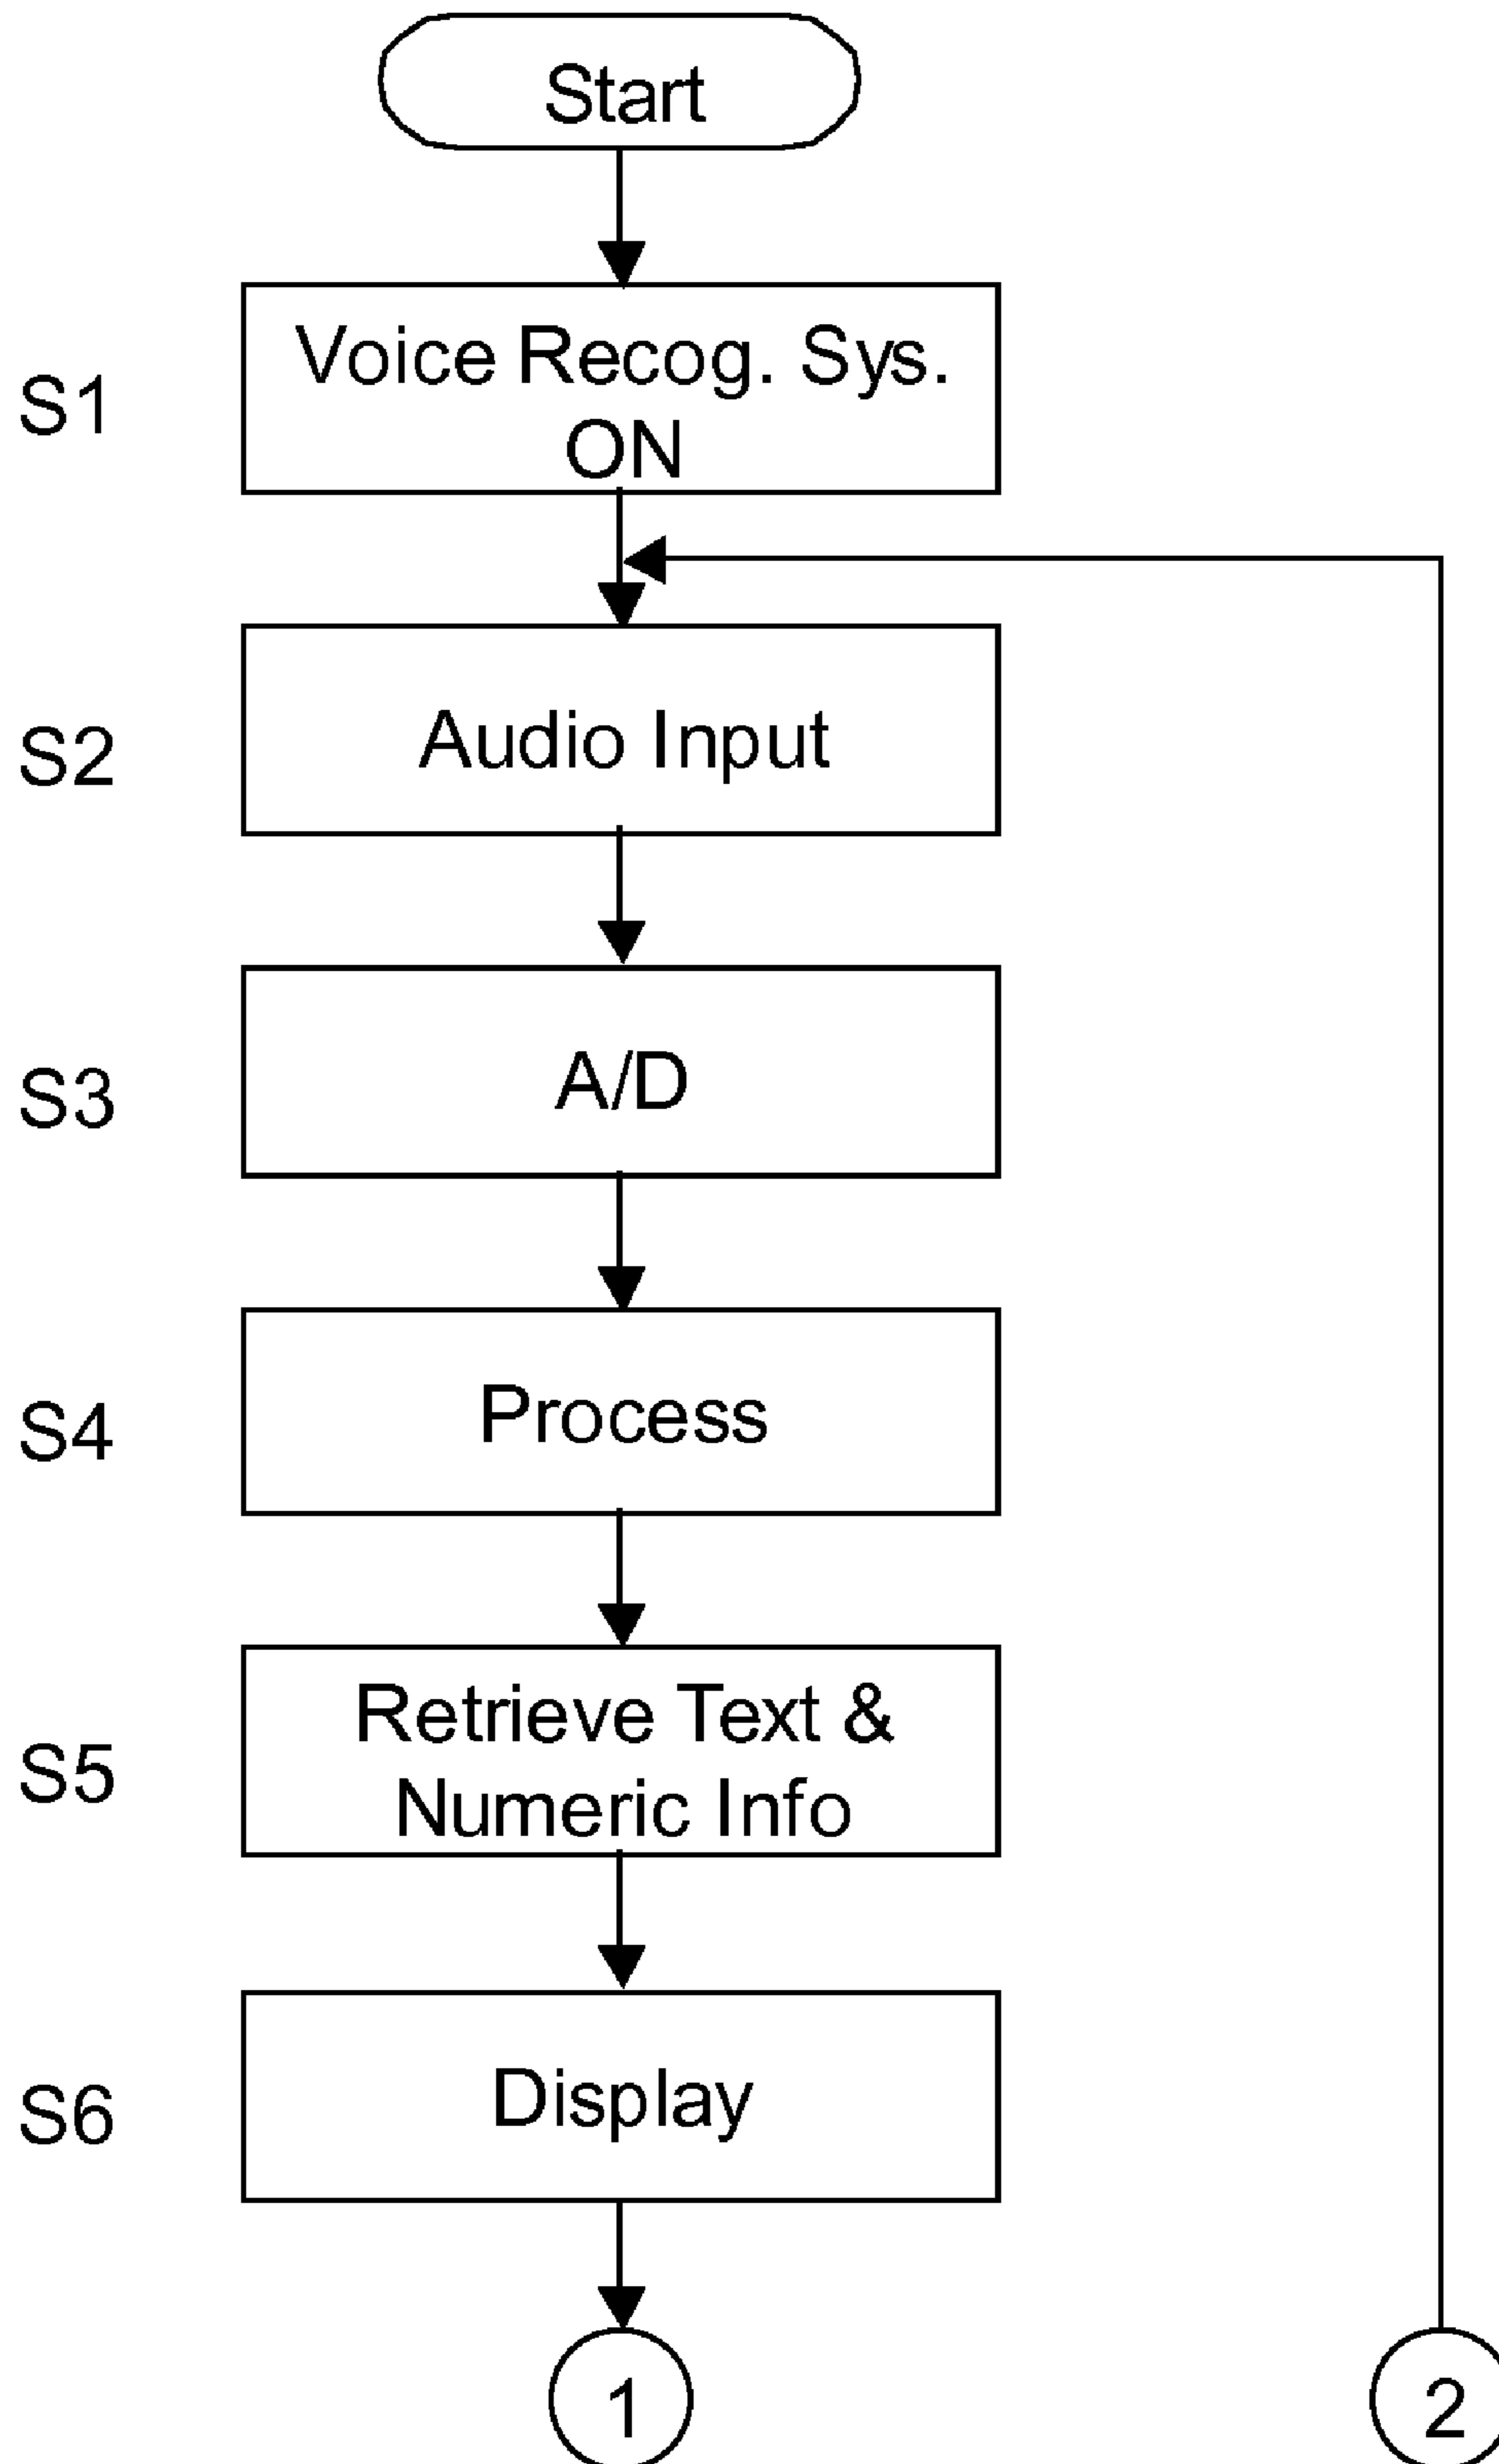 Start
S1
Voice Recog. Sys.
ON
S2
Audio Input
S3
A/D
S4
Process
S5
Retrieve Text &
Numeric Info
S6
Display
1
2